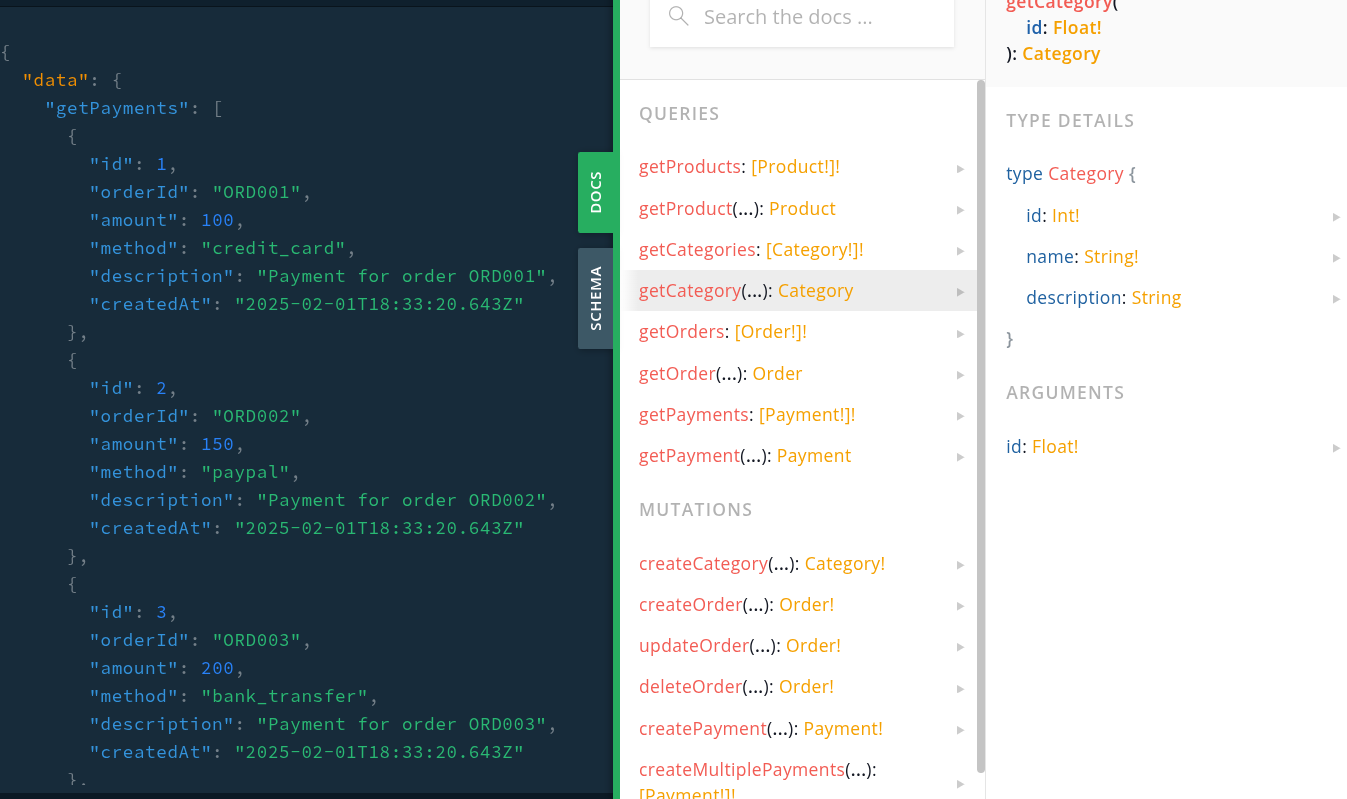 {
"data": {
"getPayments": [
{
"id": 1,
"orderId": "ORD001",
"amount": 100,
"method": "credit_card",
"description": "Payment for order ORD001",
"createdAt": "2025-02-01T18:33:20.643Z"
},
{
"id": 2,
"orderId": "ORD002",
"amount": 150,
"method": "paypal",
"description": "Payment for order ORD002",
"createdAt": "2025-02-01T18:33:20.643Z"
},
{
"id": 3,
"orderId": "ORD003",
"amount": 200,
"method": "bank_transfer",
"description": "Payment for order ORD003",
"createdAt": "2025-02-01T18:33:20.643Z"
},
DOCS
SCHEMA
Search the docs ...
QUERIES
getProducts: [Product!]!
getProduct(...): Product
getCategories: [Category!]!
getCategory(...): Category
getOrders: [Order!]!
getOrder(...): Order
getPayments: [Payment!]!
getPayment(...): Payment
MUTATIONS
createCategory(...): Category!
createOrder(...): Order!
updateOrder(...): Order!
deleteOrder(...): Order!
createPayment(...): Payment!
createMultiplePayments(...):
[Payment!]!
getCategory(
id: Float!
): Category
TYPE DETAILS
type Category {
id: Int!
name: String!
description: String
}
ARGUMENTS
id: Float!